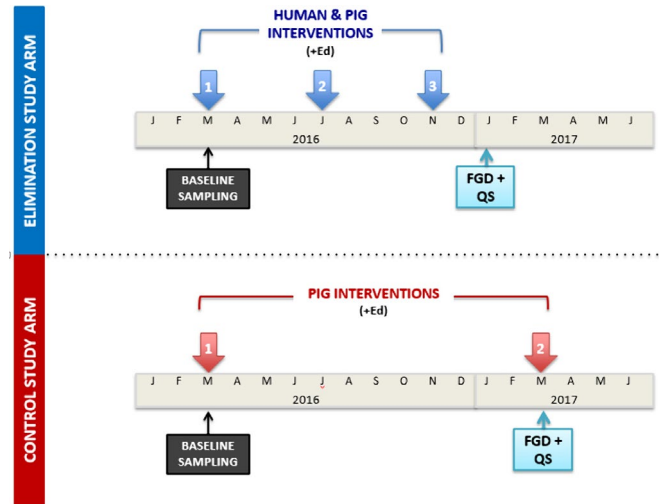 ELIMINATION STUDY ARM
HUMAN & PIG
INTERVENTIONS
(+Ed)
1 2 3
J F M A M J J A S O N D J F M A M J
2016 2017
BASELINE
SAMPLING
FGD +
QS
)
CONTROL STUDY ARM
PIG INTERVENTIONS
(+Ed)
1 2
J F M A M J J A S O N D J F M A M J
2016 2017
BASELINE
SAMPLING
FGD +
QS